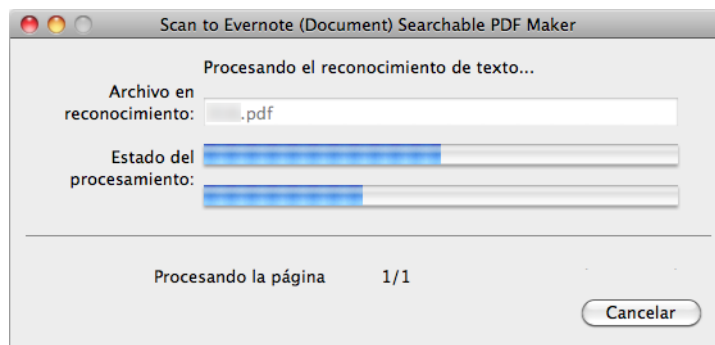 Scan to Evernote (Document) Searchable PDF Maker
Procesando el reconocimiento de texto...
Archivo en
reconocimiento:
.pdf
Estado del
procesamiento:
Procesando la página 1/1
Cancelar